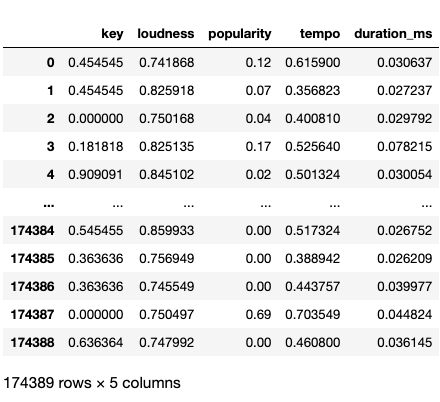 key loudness popularity tempo duration_ms
0 0.454545 0.741868 0.12 0.615900 0.030637
1 0.454545 0.825918 0.07 0.356823 0.027237
2 0.000000 0.750168 0.04 0.400810 0.029792
3 0.181818 0.825135 0.17 0.525640 0.078215
4 0.909091 0.845102 0.02 0.501324 0.030054
... ... ... ... ... ...
174384 0.545455 0.859933 0.00 0.517324 0.026752
174385 0.363636 0.756949 0.00 0.388942 0.026209
174386 0.363636 0.745549 0.00 0.443757 0.039977
174387 0.000000 0.750497 0.69 0.703549 0.044824
174388 0.636364 0.747992 0.00 0.460800 0.036145
174389 rows × 5 columns